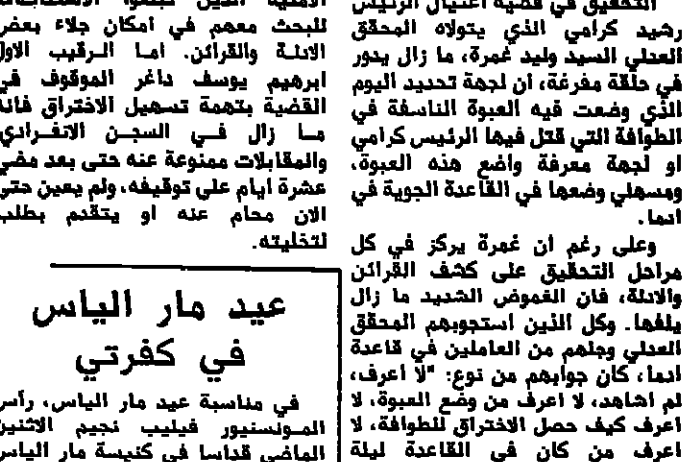 التحقيق في قضية اغتيال الرئيس
رشيد كرامي الذي يتولاه المحقق
العدلي السيد وليد غمرة، ما زال يدور
في حلقة مفرغة، ان لجهة تحديد اليوم
الذي وضعت فيه العبوة الناسفة في
الطوافة التي قتل فيها الرئيس كرامي
او لجهة معرفة واضع هذه العبوة،
ومسهلي وضعها في القاعدة الجوية في
ادما.
وعلى رغم ان غمرة يركز في كل
مراحل التحقيق على كشف القرائن
والادلة، فان الغموض الشديد ما زال
يلفها. وكل الذين استجوبهم المحقق
العدلي وجلهم من العاملين في قاعدة
ادما، كان جوابهم من نوع: "لا اعرف،
لم اشاهد، لا اعرف من وضع العبوة، لا
اعرف كيف حصل الاختراق للطوافة، لا
اعرف من كان في القاعدة ليلة
الامنية الذين
للبحث معهم في امكان جلاء بعض
الادلة والقرائن. اما الرقيب الاول
ابرهيم يوسف داغر الموقوف في
القضية بتهمة تسهيل الاختراق فانه
ما زال في السجن الانفرادي
والمقابلات ممنوعة عنه حتى بعد مضي
عشرة ايام على توقيفه، ولم يعين حتى
الان محام عنه او يتقدم بطلب
لتخليته.
عيد مار الياس
في كفرتي
في مناسبة عيد مار الياس، رأس
المونسنيور فيليب نجيم الاثنين
الماضي قداسا في كنيسة مار الياس